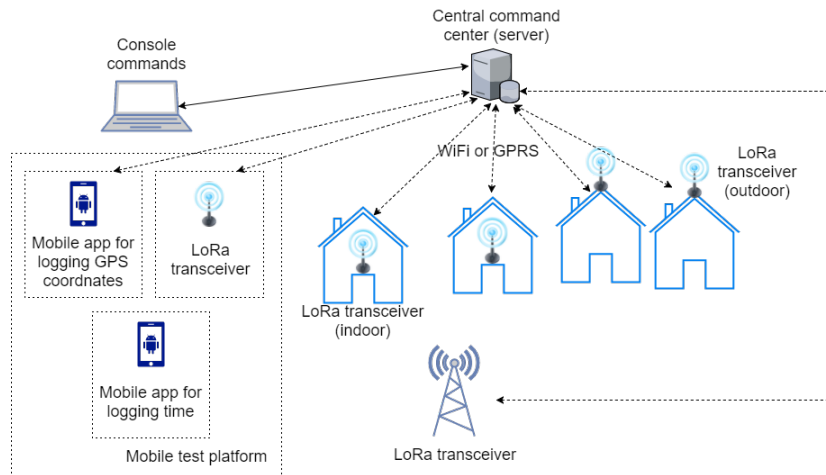 Central command
center (server)
Console
commands
WiFi or GPRS
LoRa
transceiver
(outdoor)
Mobile app for
logging GPS
coordnates
LoRa
transceiver
LoRa transceiver
(indoor)
Mobile app for
logging time
Mobile test platform
LoRa transceiver